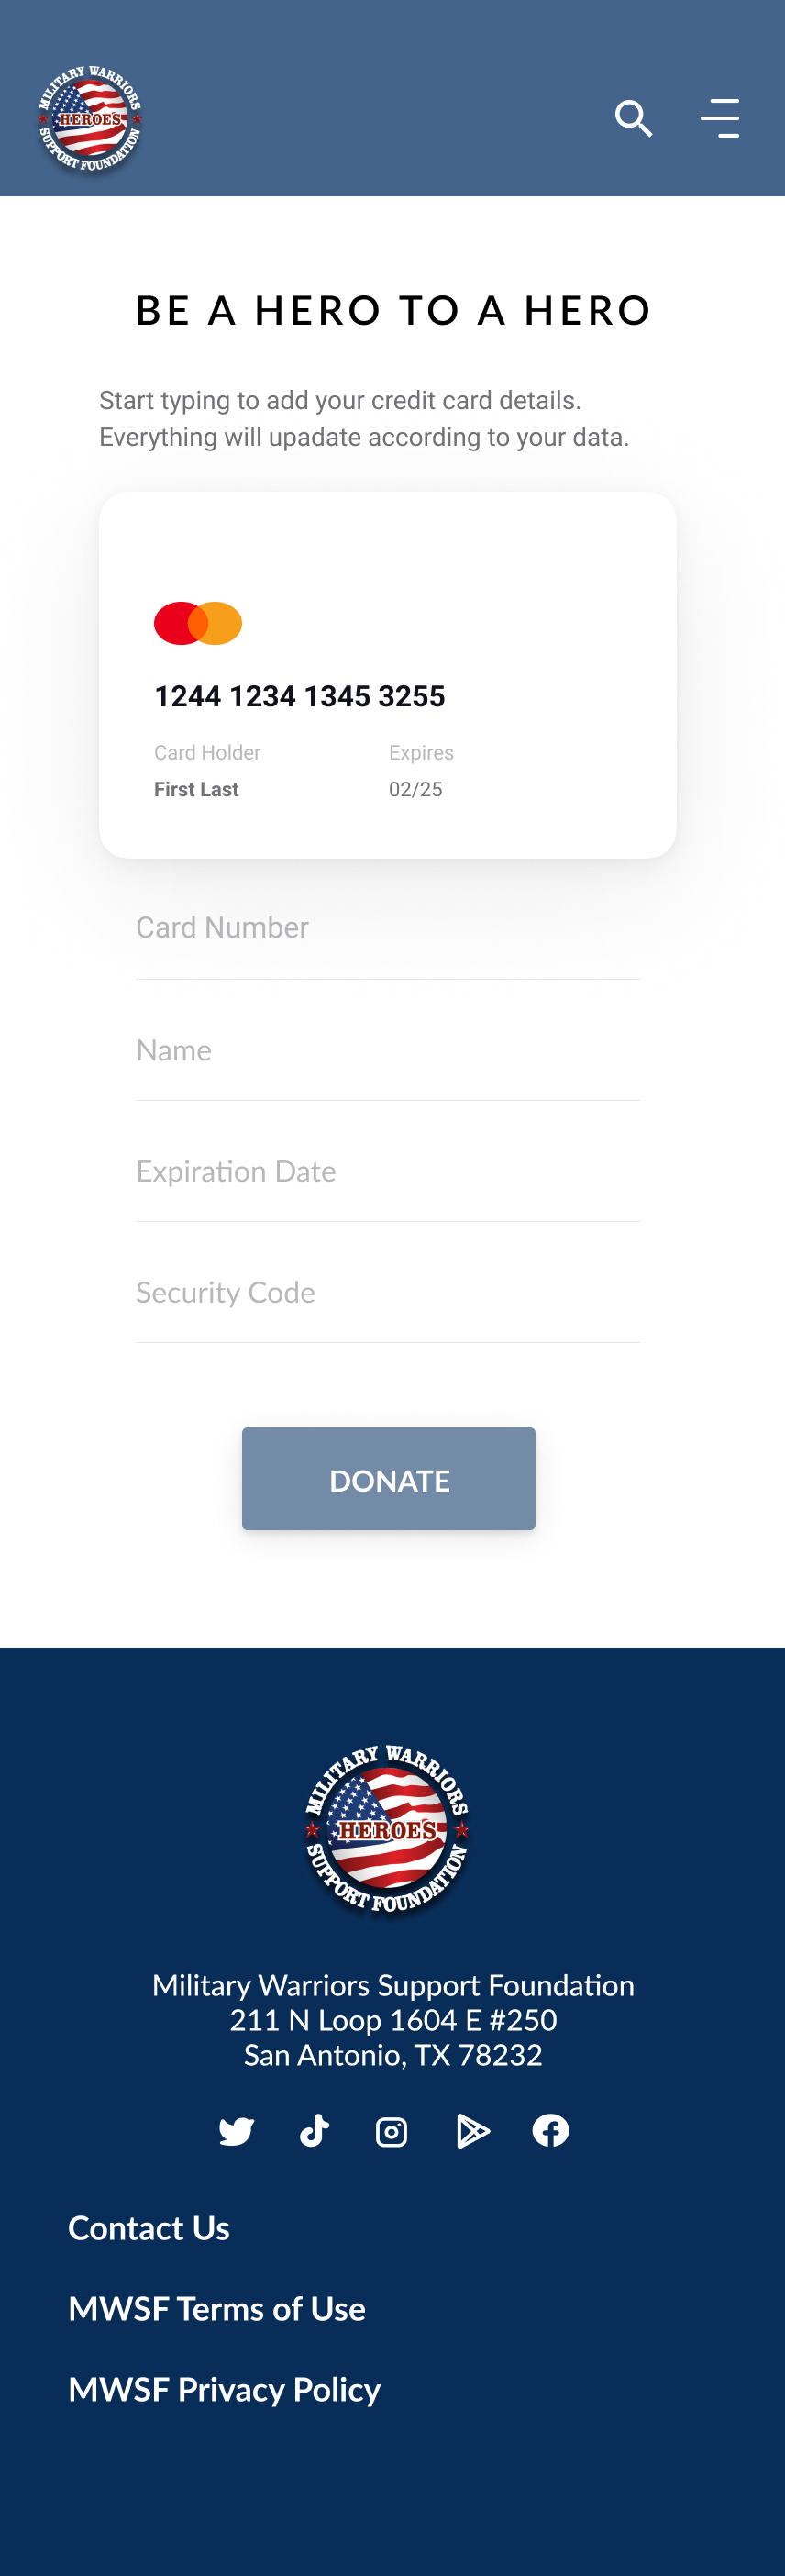 MILITARY WARRIORS
HEROES
SUPPORT FOUNDATION
BE A HERO TO A HERO
Start typing to add your credit card details.
Everything will upadate according to your data.
1244 1234 1345 3255
Card Holder Expires
First Last 02/25
Card Number
Name
Expiration Date
Security Code
DONATE
MILITARY WARRIORS
HEROES
SUPPORT FOUNDATION
Military Warriors Support Foundation
211 N Loop 1604 E #250
San Antonio, TX 78232
Contact Us
MWSF Terms of Use
MWSF Privacy Policy